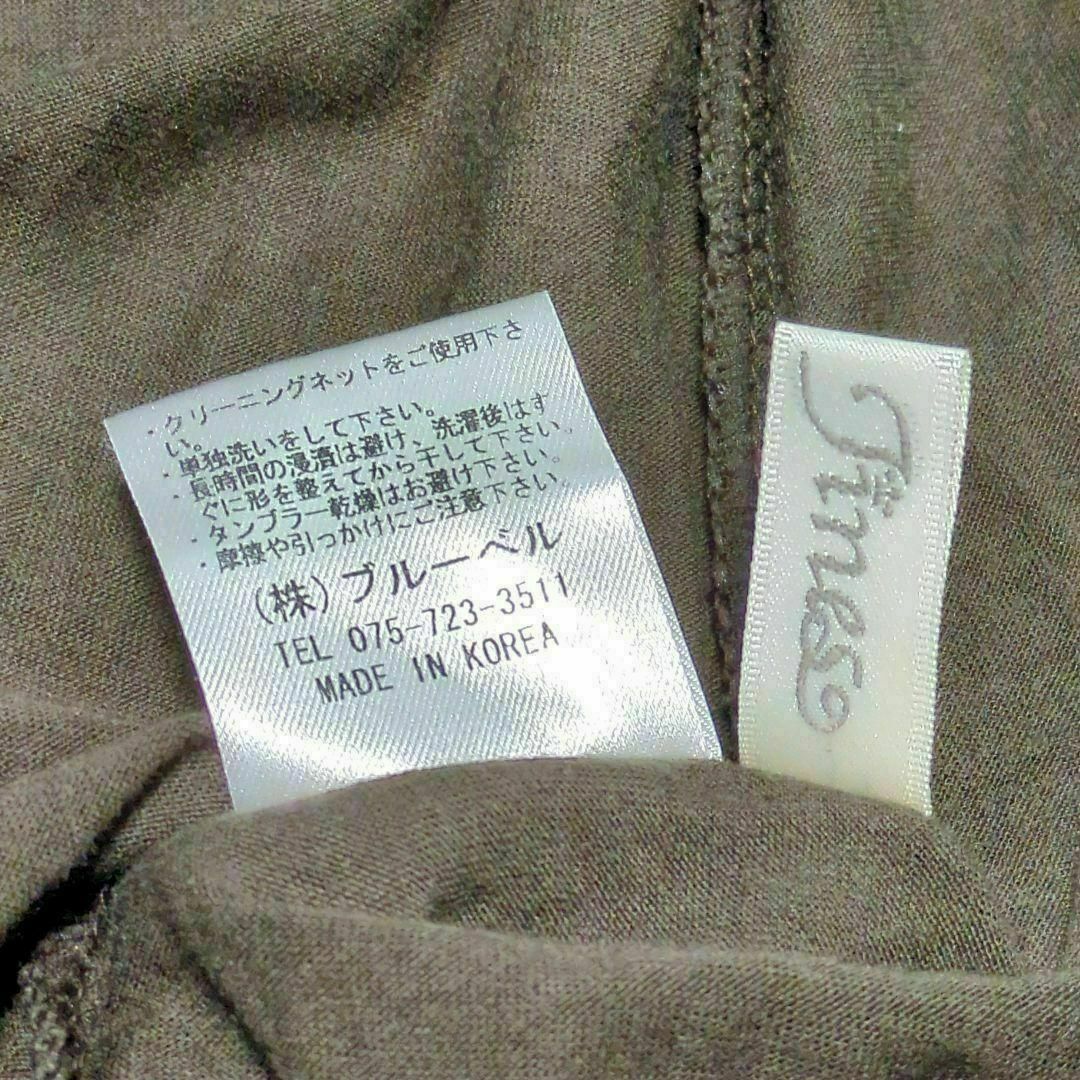 ・クリーニングネットをご使用下さ
い。
・単独洗いをして下さい。
・長時間の浸漬は避け、洗濯後はす
ぐに形を整えてから干して下さい。
・タンブラー乾燥はお避け下さい。
・摩擦や引っかけにご注意下さい。
(株)ブルーベル
TEL 075-723-3511
MADE IN KOREA
Fines